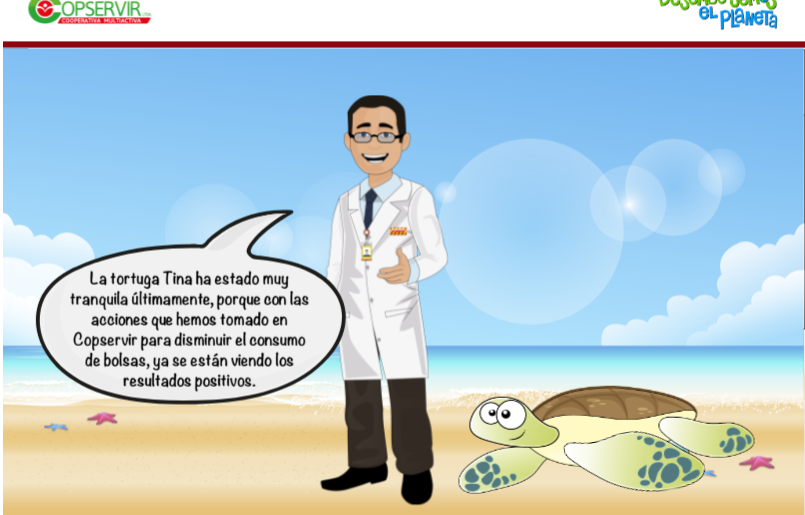 COPSERVIR LTDA
COOPERATIVA MULTIACTIVA
EL PLANETA
La tortuga Tina ha estado muy
tranquila últimamente, porque con las
acciones que hemos tomado en
Copservir para disminuir el consumo
de bolsas, ya se están viendo los
resultados positivos.